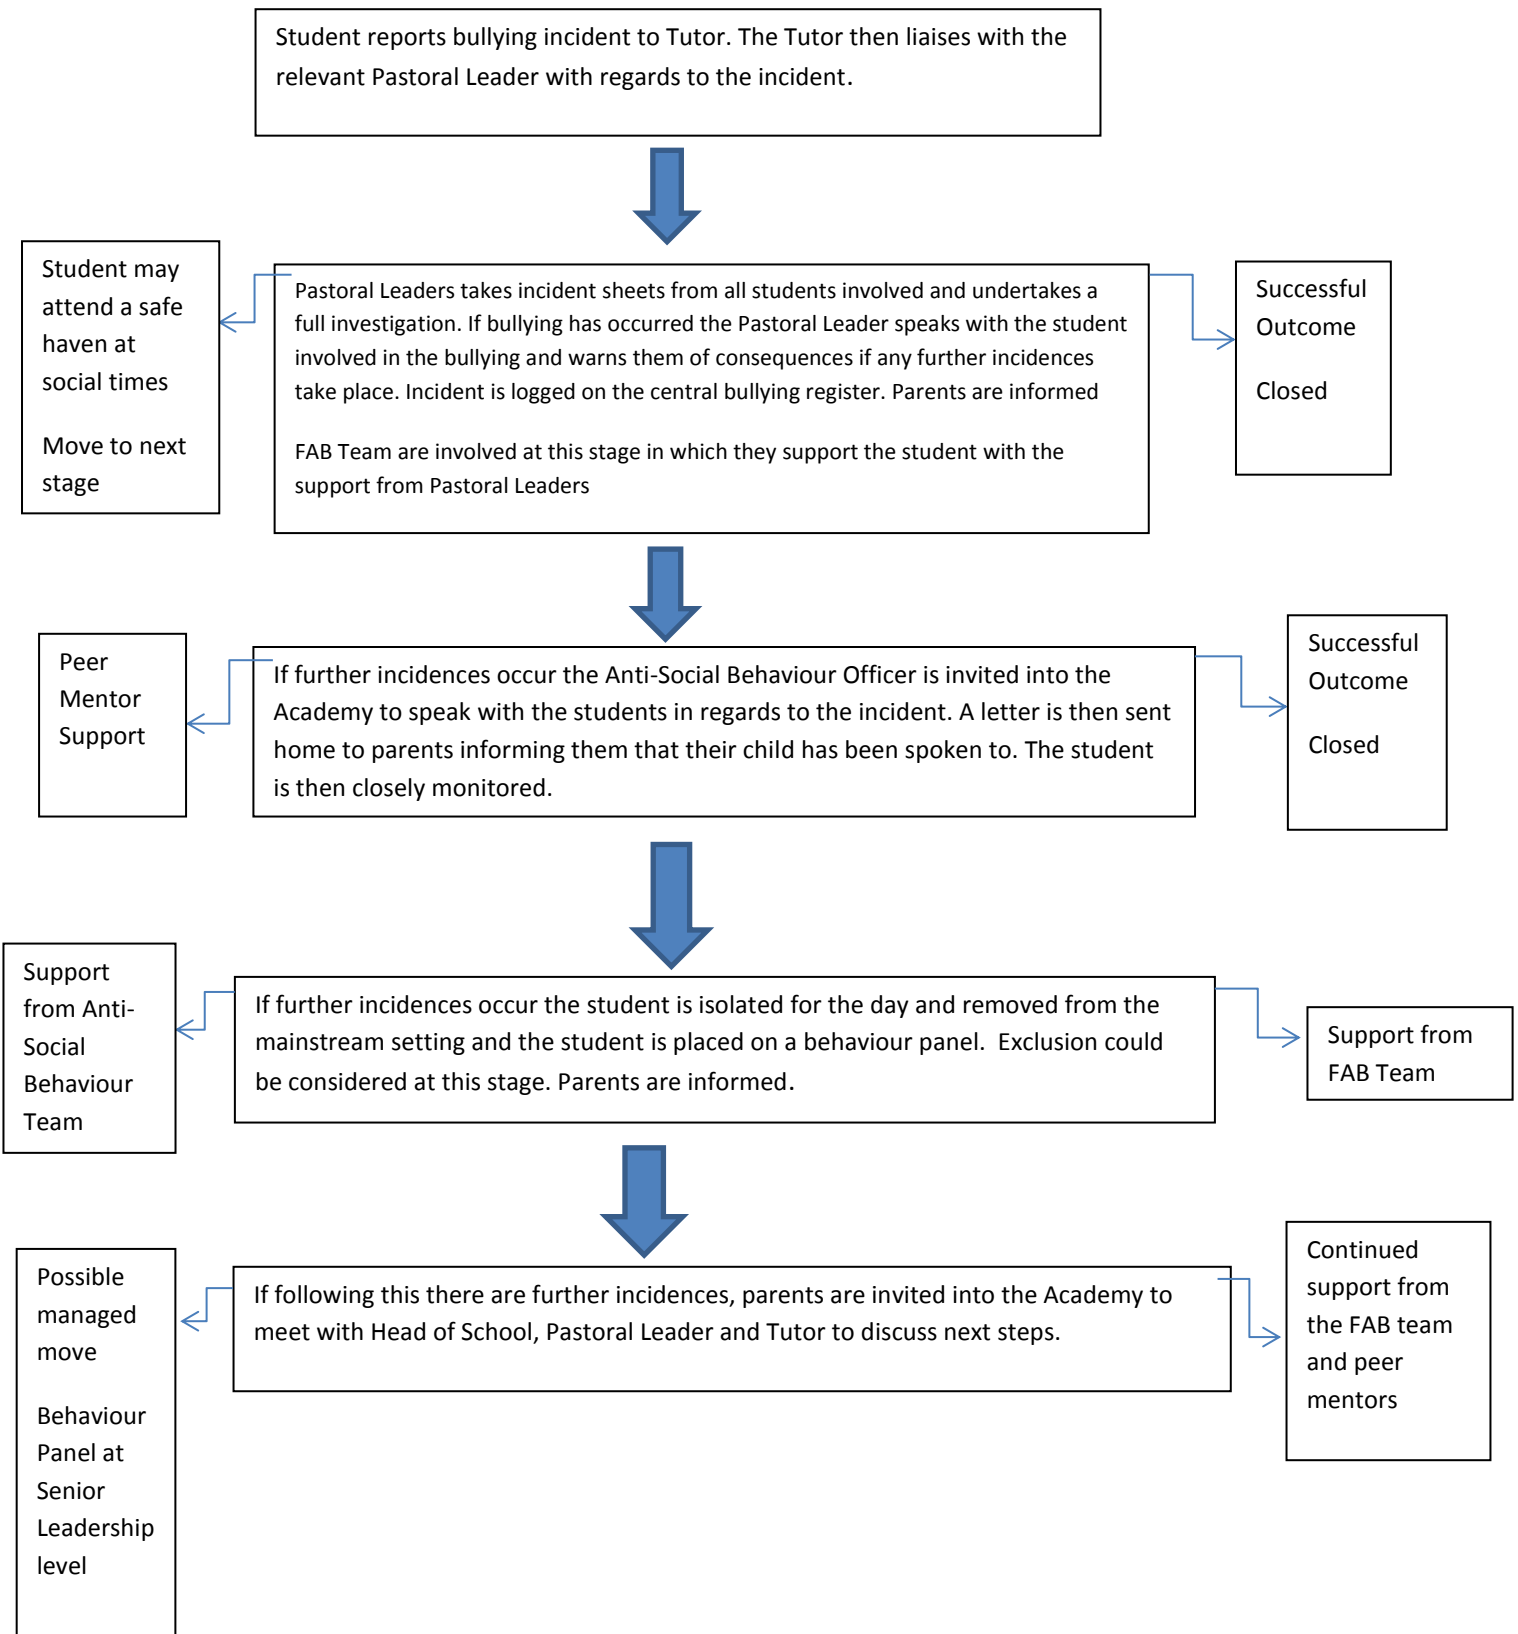 Student reports bullying incident to Tutor. The Tutor then liaises with the
relevant Pastoral Leader with regards to the incident.
Student may
attend a safe
haven at
social times
Move to next
stage
Pastoral Leaders takes incident sheets from all students involved and undertakes a
full investigation. If bullying has occurred the Pastoral Leader speaks with the student
involved in the bullying and warns them of consequences if any further incidences
take place. Incident is logged on the central bullying register. Parents are informed
FAB Team are involved at this stage in which they support the student with the
support from Pastoral Leaders
Successful
Outcome
Closed
Peer
Mentor
Support
If further incidences occur the Anti-Social Behaviour Officer is invited into the
Academy to speak with the students in regards to the incident. A letter is then sent
home to parents informing them that their child has been spoken to. The student
is then closely monitored.
Successful
Outcome
Closed
Support
from Anti-
Social
Behaviour
Team
If further incidences occur the student is isolated for the day and removed from the
mainstream setting and the student is placed on a behaviour panel.  Exclusion could
be considered at this stage. Parents are informed.
Support from
FAB Team
Possible
managed
move
Behaviour
Panel at
Senior
Leadership
level
If following this there are further incidences, parents are invited into the Academy to
meet with Head of School, Pastoral Leader and Tutor to discuss next steps.
Continued
support from
the FAB team
and peer
mentors